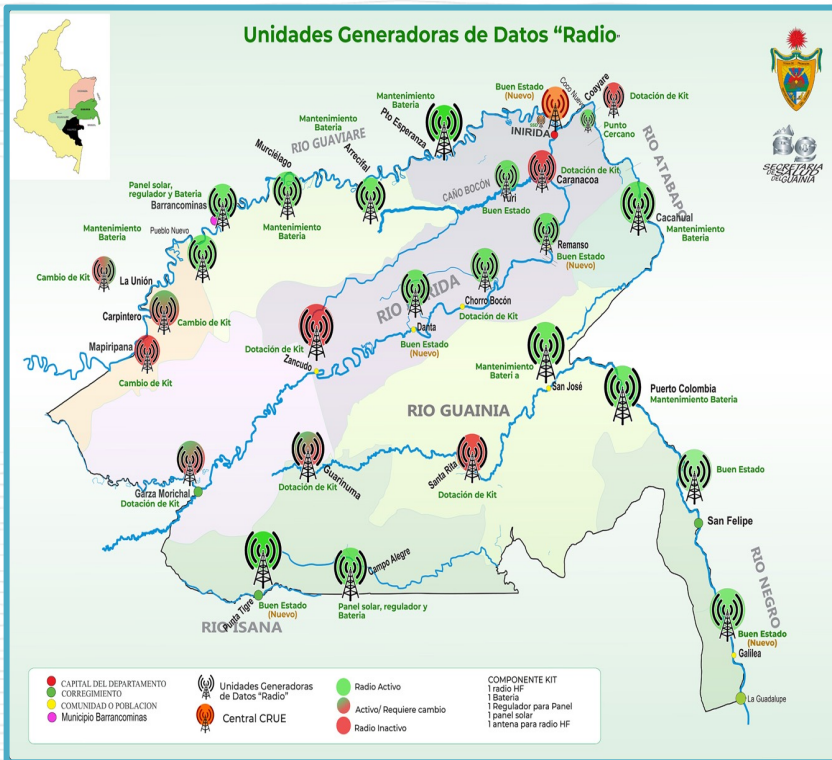 Unidades Generadoras de Datos “Radio”
SECRETARIA
DE SALUD
DEL GUAINÍA
Buen Estado
(Nuevo)
Coco Nuevo
Coayare
Dotación de Kit
Punto
Cercano
INIRIDA
RIO ATABAPO
Mantenimiento
Bateria
Pto Esperanza
Mantenimiento
Bateria
RIO GUAVIARE
Murciélago
Arrecifal
Mantenimiento
Bateria
Panel solar,
regulador y Bateria
Barrancominas
Mantenimiento
Bateria
Pueblo Nuevo
Cambio de Kit
La Unión
Carpintero
Cambio de Kit
Mapiripana
Cambio de Kit
CAÑO BOCÓN
Yuri
Buen Estado
Dotación de Kit
Caranacoa
Cacahual
Mantenimiento
Bateria
Remanso
Buen Estado
(Nuevo)
Chorro Bocón
Dotación de Kit
Danta
Buen Estado
(Nuevo)
Dotación de Kit
Zancudo
Mantenimiento
Bateri a
San José
RIO GUAINIA
Puerto Colombia
Mantenimiento Bateria
Garza Morichal
Dotación de Kit
Guarinuma
Dotación de Kit
Santa Rita
Dotación de Kit
Buen Estado
San Felipe
RIO NEGRO
Punta Tigre
Buen Estado
(Nuevo)
RIO ISANA
Campo Alegre
Panel solar, regulador y
Bateria
Buen Estado
(Nuevo)
Galilea
La Guadalupe
CAPITAL DEL DEPARTAMENTO
CORREGIMIENTO
COMUNIDAD O POBLACION
Municipio Barrancominas
Unidades Generadoras
de Datos “Radio”
Central CRUE
Radio Activo
Activo/ Requiere cambio
Radio Inactivo
COMPONENTE KIT
1 radio HF
1 Bateria
1 Regulador para Panel
1 panel solar
1 antena para radio HF